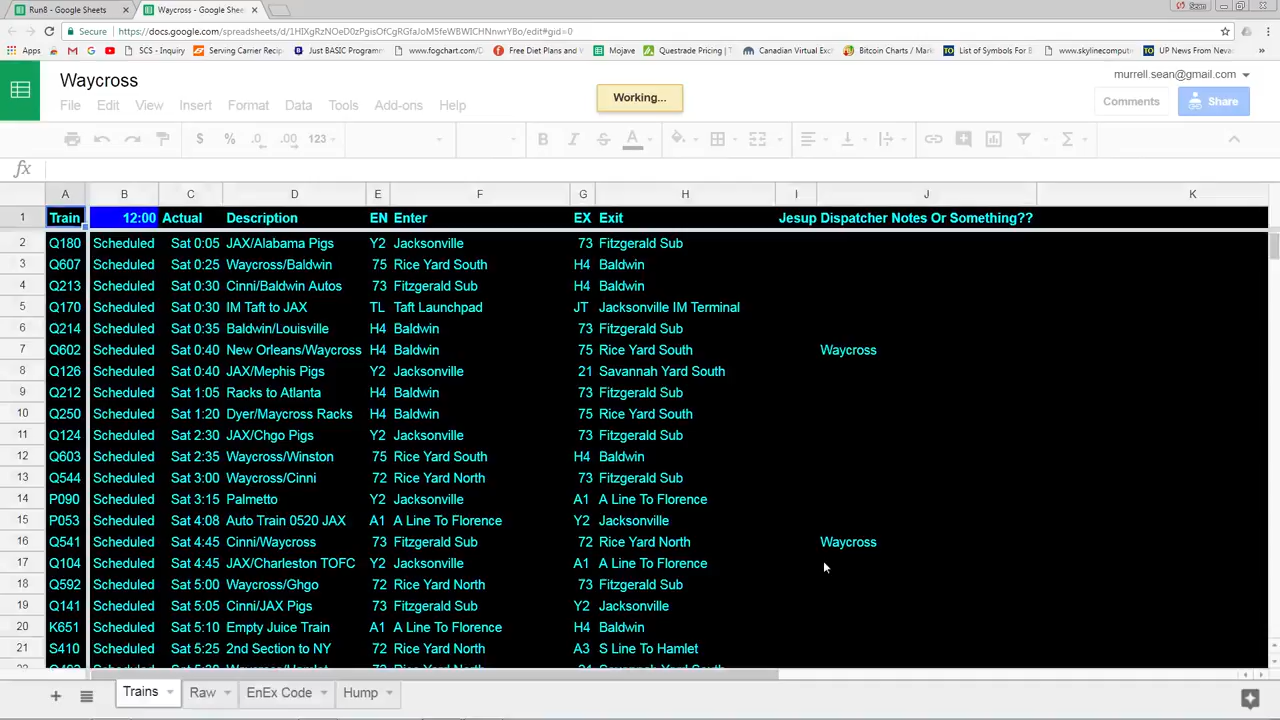 Run8 - Google Sheets
Waycross - Google Shee
Sean
Secure https://docs.google.com/spreadsheets/d/
Apps SCS - Inquiry Serving Carrier Recip Just BASIC Programm www.fogchart.com Free Diet Plans and W Mojave Questrade Pricing | T Canadian Virtual Exc Bitcoin Charts / Mark List of Symbols For B www.skylinecompute UP News From Neva
Waycross
murrell.sean@gmail.com
File Edit View Insert Format Data Tools Add-ons Help
Working...
Comments Share
$ % .0 .00 123
B I S A
fx
A B C D E F G H I J K
1 Train 12:00 Actual Description EN Enter EX Exit Jesup Dispatcher Notes Or Something??
2 Q180 Scheduled Sat 0:05 JAX/Alabama Pigs Y2 Jacksonville 73 Fitzgerald Sub
3 Q607 Scheduled Sat 0:25 Waycross/Baldwin 75 Rice Yard South H4 Baldwin
4 Q213 Scheduled Sat 0:30 Cinni/Baldwin Autos 73 Fitzgerald Sub H4 Baldwin
5 Q170 Scheduled Sat 0:30 IM Taft to JAX TL Taft Launchpad JT Jacksonville IM Terminal
6 Q214 Scheduled Sat 0:35 Baldwin/Louisville H4 Baldwin 73 Fitzgerald Sub
7 Q602 Scheduled Sat 0:40 New Orleans/Waycross H4 Baldwin 75 Rice Yard South Waycross
8 Q126 Scheduled Sat 0:40 JAX/Mephis Pigs Y2 Jacksonville 21 Savannah Yard South
9 Q212 Scheduled Sat 1:05 Racks to Atlanta H4 Baldwin 73 Fitzgerald Sub
10 Q250 Scheduled Sat 1:20 Dyer/Maycross Racks H4 Baldwin 75 Rice Yard South
11 Q124 Scheduled Sat 2:30 JAX/Chgo Pigs Y2 Jacksonville 73 Fitzgerald Sub
12 Q603 Scheduled Sat 2:35 Waycross/Winston 75 Rice Yard South H4 Baldwin
13 Q544 Scheduled Sat 3:00 Waycross/Cinni 72 Rice Yard North 73 Fitzgerald Sub
14 P090 Scheduled Sat 3:15 Palmetto Y2 Jacksonville A1 A Line To Florence
15 P053 Scheduled Sat 4:08 Auto Train 0520 JAX A1 A Line To Florence Y2 Jacksonville
16 Q541 Scheduled Sat 4:45 Cinni/Waycross 73 Fitzgerald Sub 72 Rice Yard North Waycross
17 Q104 Scheduled Sat 4:45 JAX/Charleston TOFC Y2 Jacksonville A1 A Line To Florence
18 Q592 Scheduled Sat 5:00 Waycross/Ghgo 72 Rice Yard North 73 Fitzgerald Sub
19 Q141 Scheduled Sat 5:05 Cinni/JAX Pigs 73 Fitzgerald Sub Y2 Jacksonville
20 K651 Scheduled Sat 5:10 Empty Juice Train A1 A Line To Florence H4 Baldwin
21 S410 Scheduled Sat 5:25 2nd Section to NY 72 Rice Yard North A3 S Line To Hamlet
Trains Raw EnEx Code Hump